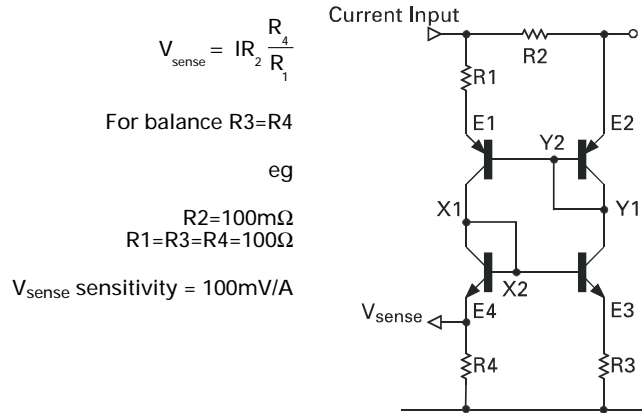 V_sense = IR_2 R_4/R_1
For balance R3=R4
eg
R2=100mΩ
R1=R3=R4=100Ω
V_sense sensitivity = 100mV/A
Current Input
R2
R1
E1
E2
Y2
X1
Y1
X2
V_sense
E4
E3
R4
R3